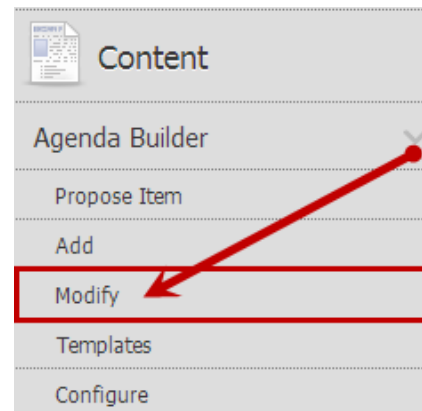 Content
Agenda Builder
Propose Item
Add
Modify
Templates
Configure